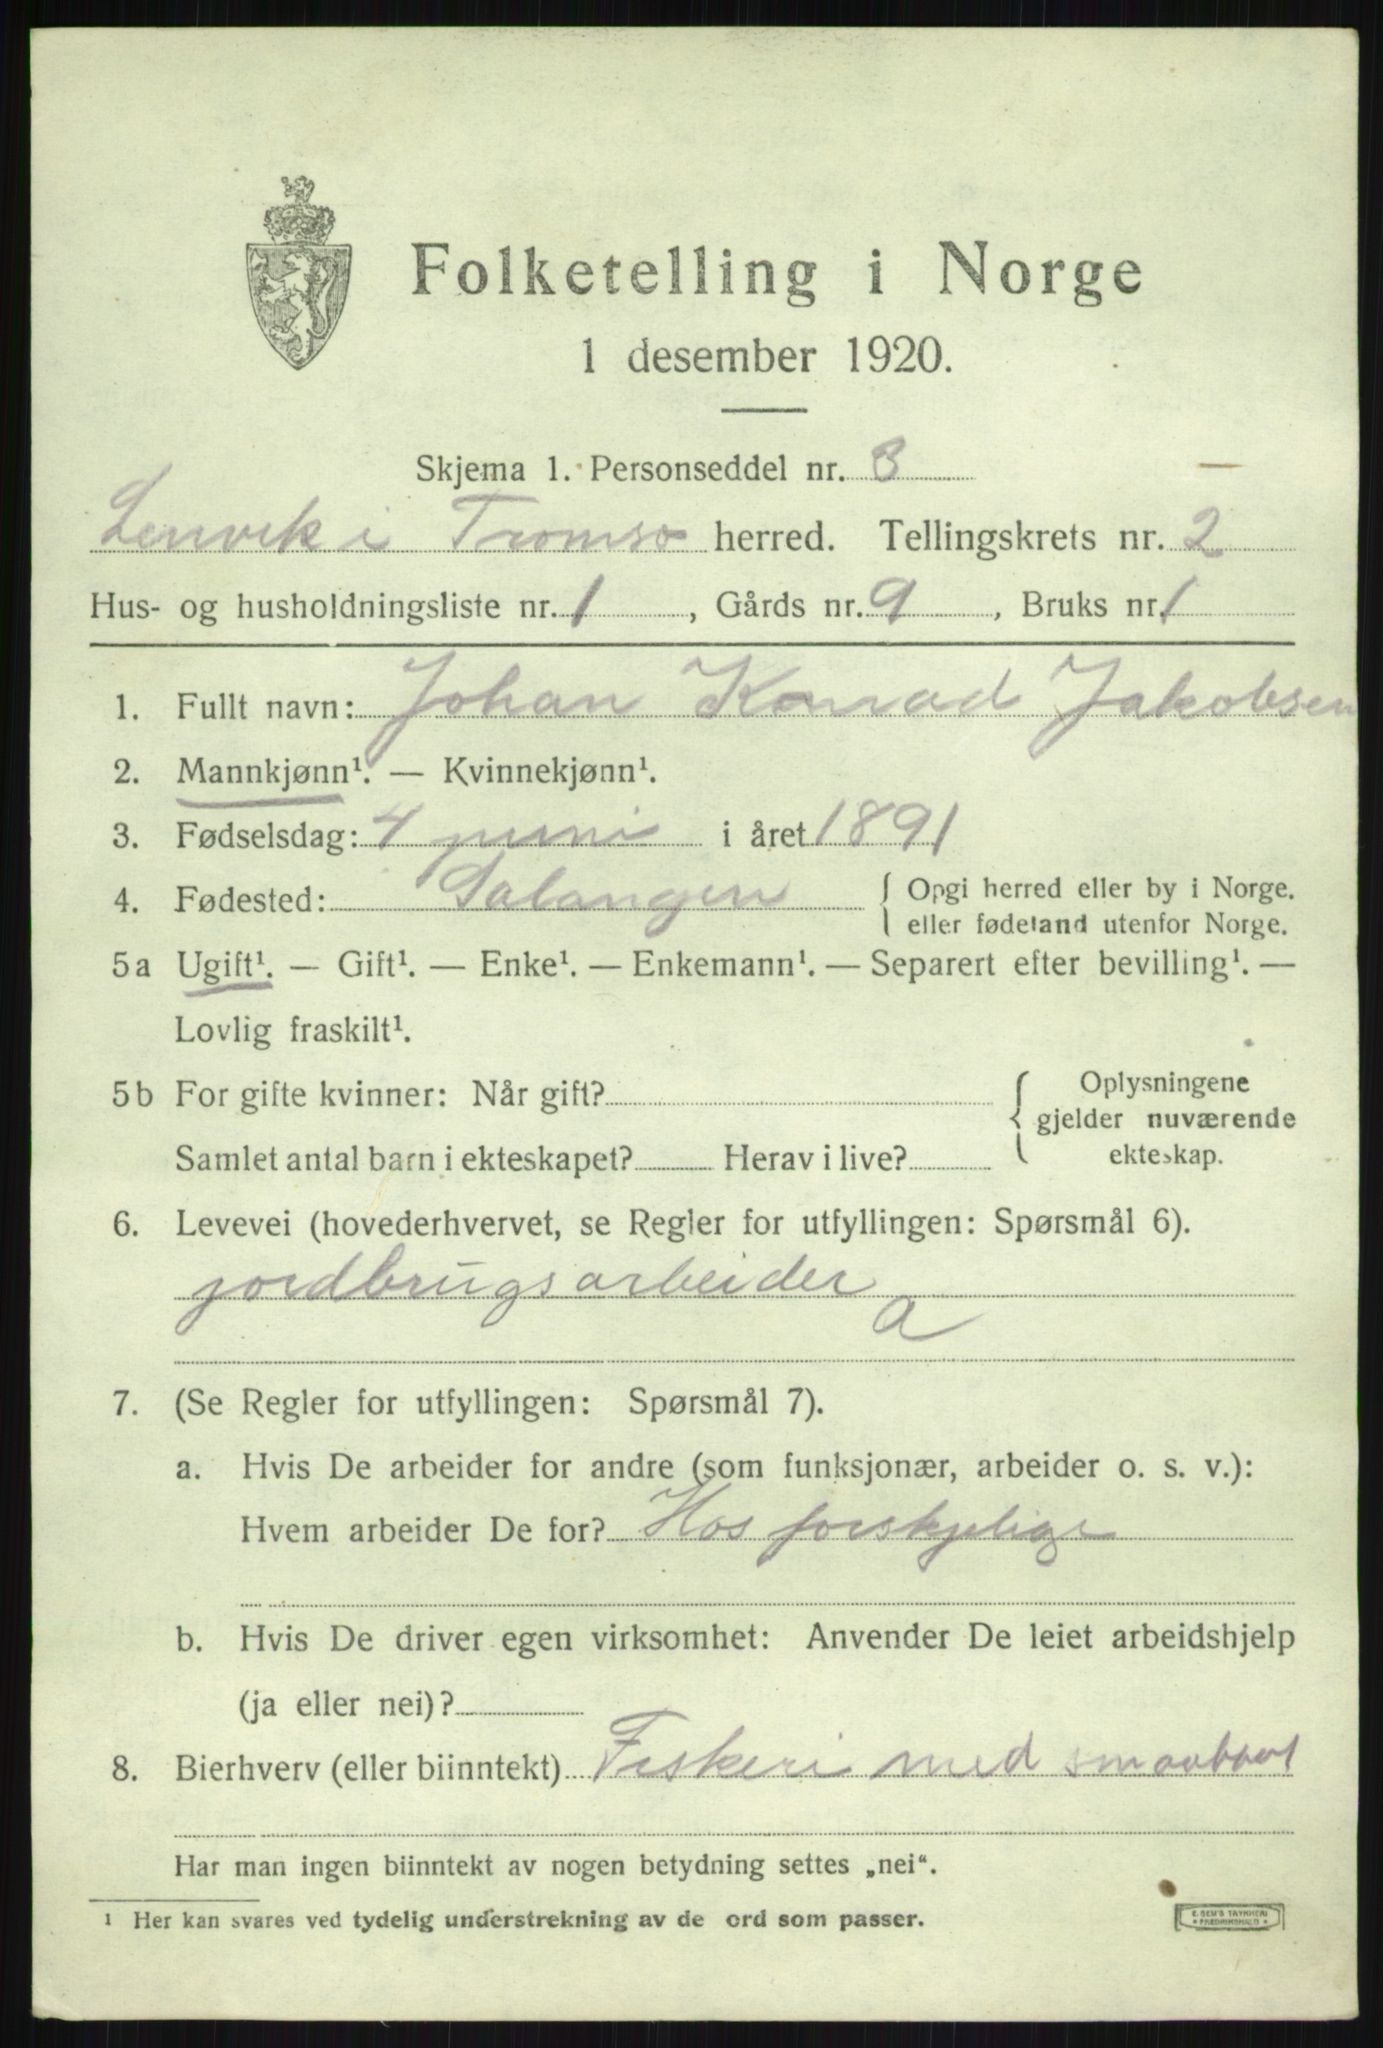 Folketelling i Norge
1 desember 1920.
Skjema 1. Personseddel nr. 3
Lenvik i Tromsø herred. Tellingskrets nr. 2
Hus- og husholdningsliste nr. 1, Gårds nr. 9, Bruks nr. 1
1. Fullt navn: Johan Konrad Jakobsen
2. Mannkjønn¹. — Kvinnekjønn¹.
3. Fødselsdag: 4 juni i året 1891
4. Fødested: Salangen { Opgi herred eller by i Norge.
eller fødeland utenfor Norge.
5a Ugift¹. — Gift¹. — Enke¹. — Enkemann¹. — Separert efter bevilling¹. —
Lovlig fraskilt¹.
5b For gifte kvinner: Når gift? { Oplysningene
gjelder nuværende
ekteskap.
Samlet antal barn i ekteskapet? Herav i live?
6. Levevei (hovederhvervet, se Regler for utfyllingen: Spørsmål 6).
jordbrugsarbeider
a
7. (Se Regler for utfyllingen: Spørsmål 7).
a. Hvis De arbeider for andre (som funksjonær, arbeider o. s. v.):
Hvem arbeider De for? Hos forskjelige
b. Hvis De driver egen virksomhet: Anvender De leiet arbeidshjelp
(ja eller nei)?
8. Bierhverv (eller biinntekt) Fiskeri med smaabaat
Har man ingen biinntekt av nogen betydning settes „nei“.
¹ Her kan svares ved tydelig understrekning av de ord som passer.
E. SEM'S TRYKKERI
FREDRIKSHALD